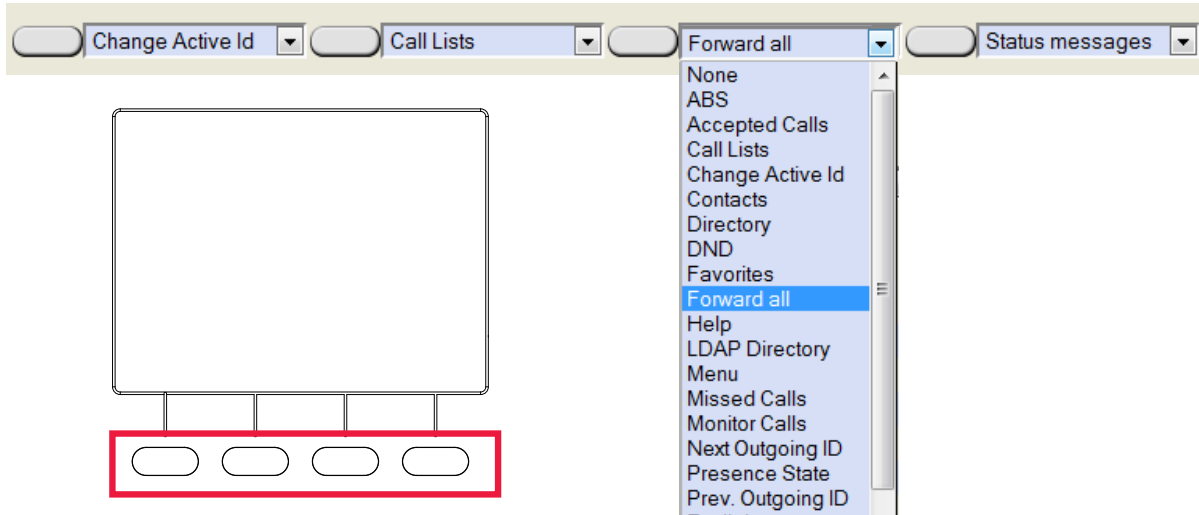 Change Active Id Call Lists Forward all Status messages
None
ABS
Accepted Calls
Call Lists
Change Active Id
Contacts
Directory
DND
Favorites
Forward all
Help
LDAP Directory
Menu
Missed Calls
Monitor Calls
Next Outgoing ID
Presence State
Prev. Outgoing ID